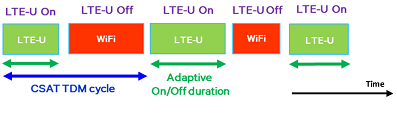 LTE-U On LTE-U Off LTE-U On LTE-U Off LTE-U On
LTE-U WiFi LTE-U WiFi LTE-U
CSAT TDM cycle
Adaptive
On/Off duration
Time